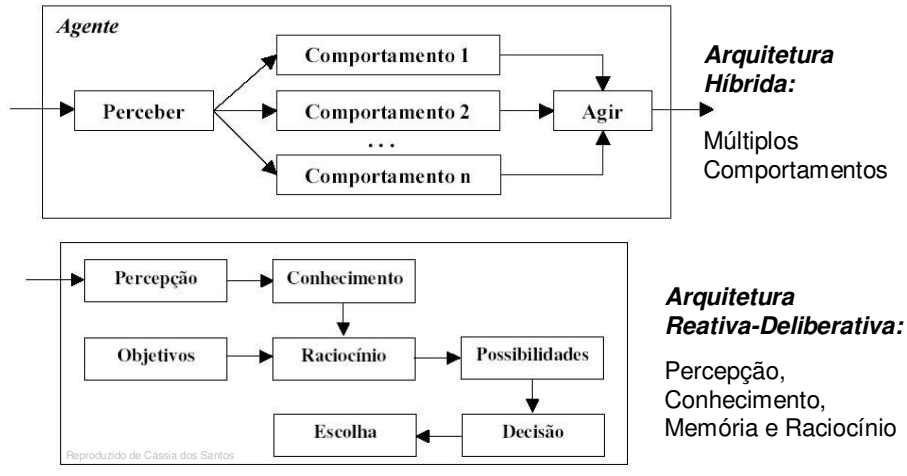 Agente
Comportamento 1
Perceber
Comportamento 2
Agir
...
Comportamento n
Arquitetura
Híbrida:
Múltiplos
Comportamentos
Percepção
Conhecimento
Objetivos
Raciocínio
Possibilidades
Escolha
Decisão
Reproduzido de Cássia dos Santos
Arquitetura
Reativa-Deliberativa:
Percepção,
Conhecimento,
Memória e Raciocínio